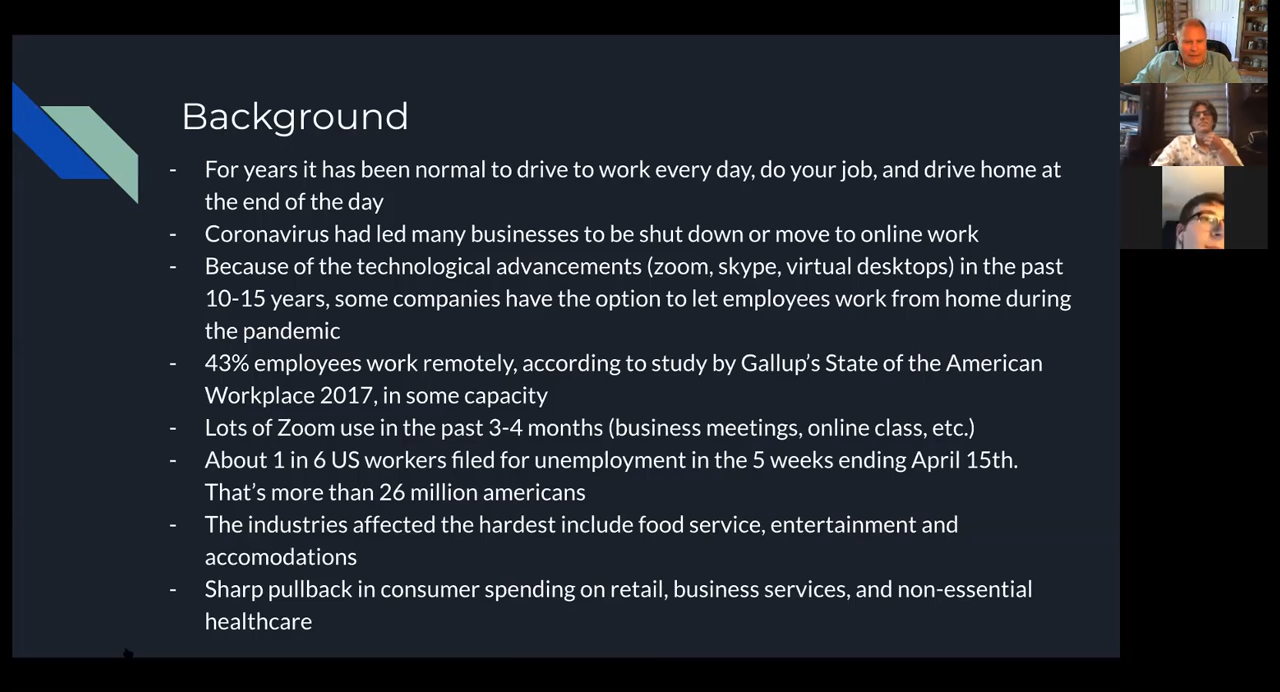 Background
- For years it has been normal to drive to work every day, do your job, and drive home at
the end of the day
- Coronavirus had led many businesses to be shut down or move to online work
- Because of the technological advancements (zoom, skype, virtual desktops) in the past
10-15 years, some companies have the option to let employees work from home during
the pandemic
- 43% employees work remotely, according to study by Gallup’s State of the American
Workplace 2017, in some capacity
- Lots of Zoom use in the past 3-4 months (business meetings, online class, etc.)
- About 1 in 6 US workers filed for unemployment in the 5 weeks ending April 15th.
That’s more than 26 million americans
- The industries affected the hardest include food service, entertainment and
accomodations
- Sharp pullback in consumer spending on retail, business services, and non-essential
healthcare